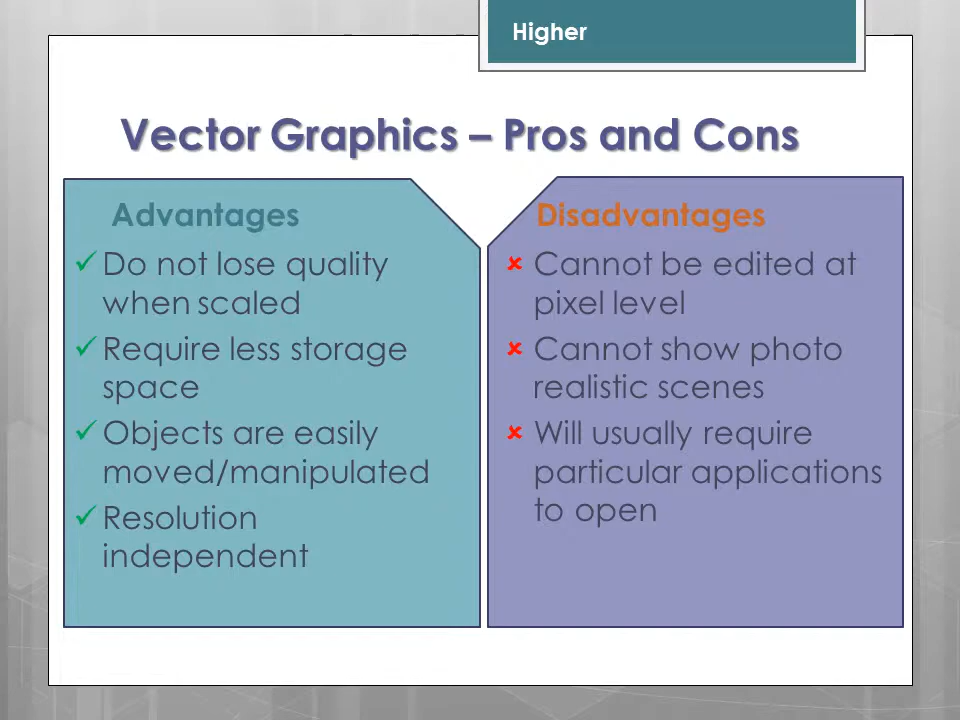 Higher
Vector Graphics – Pros and Cons
Advantages
Do not lose quality
when scaled
Require less storage
space
Objects are easily
moved/manipulated
Resolution
independent
Disadvantages
Cannot be edited at
pixel level
Cannot show photo
realistic scenes
Will usually require
particular applications
to open